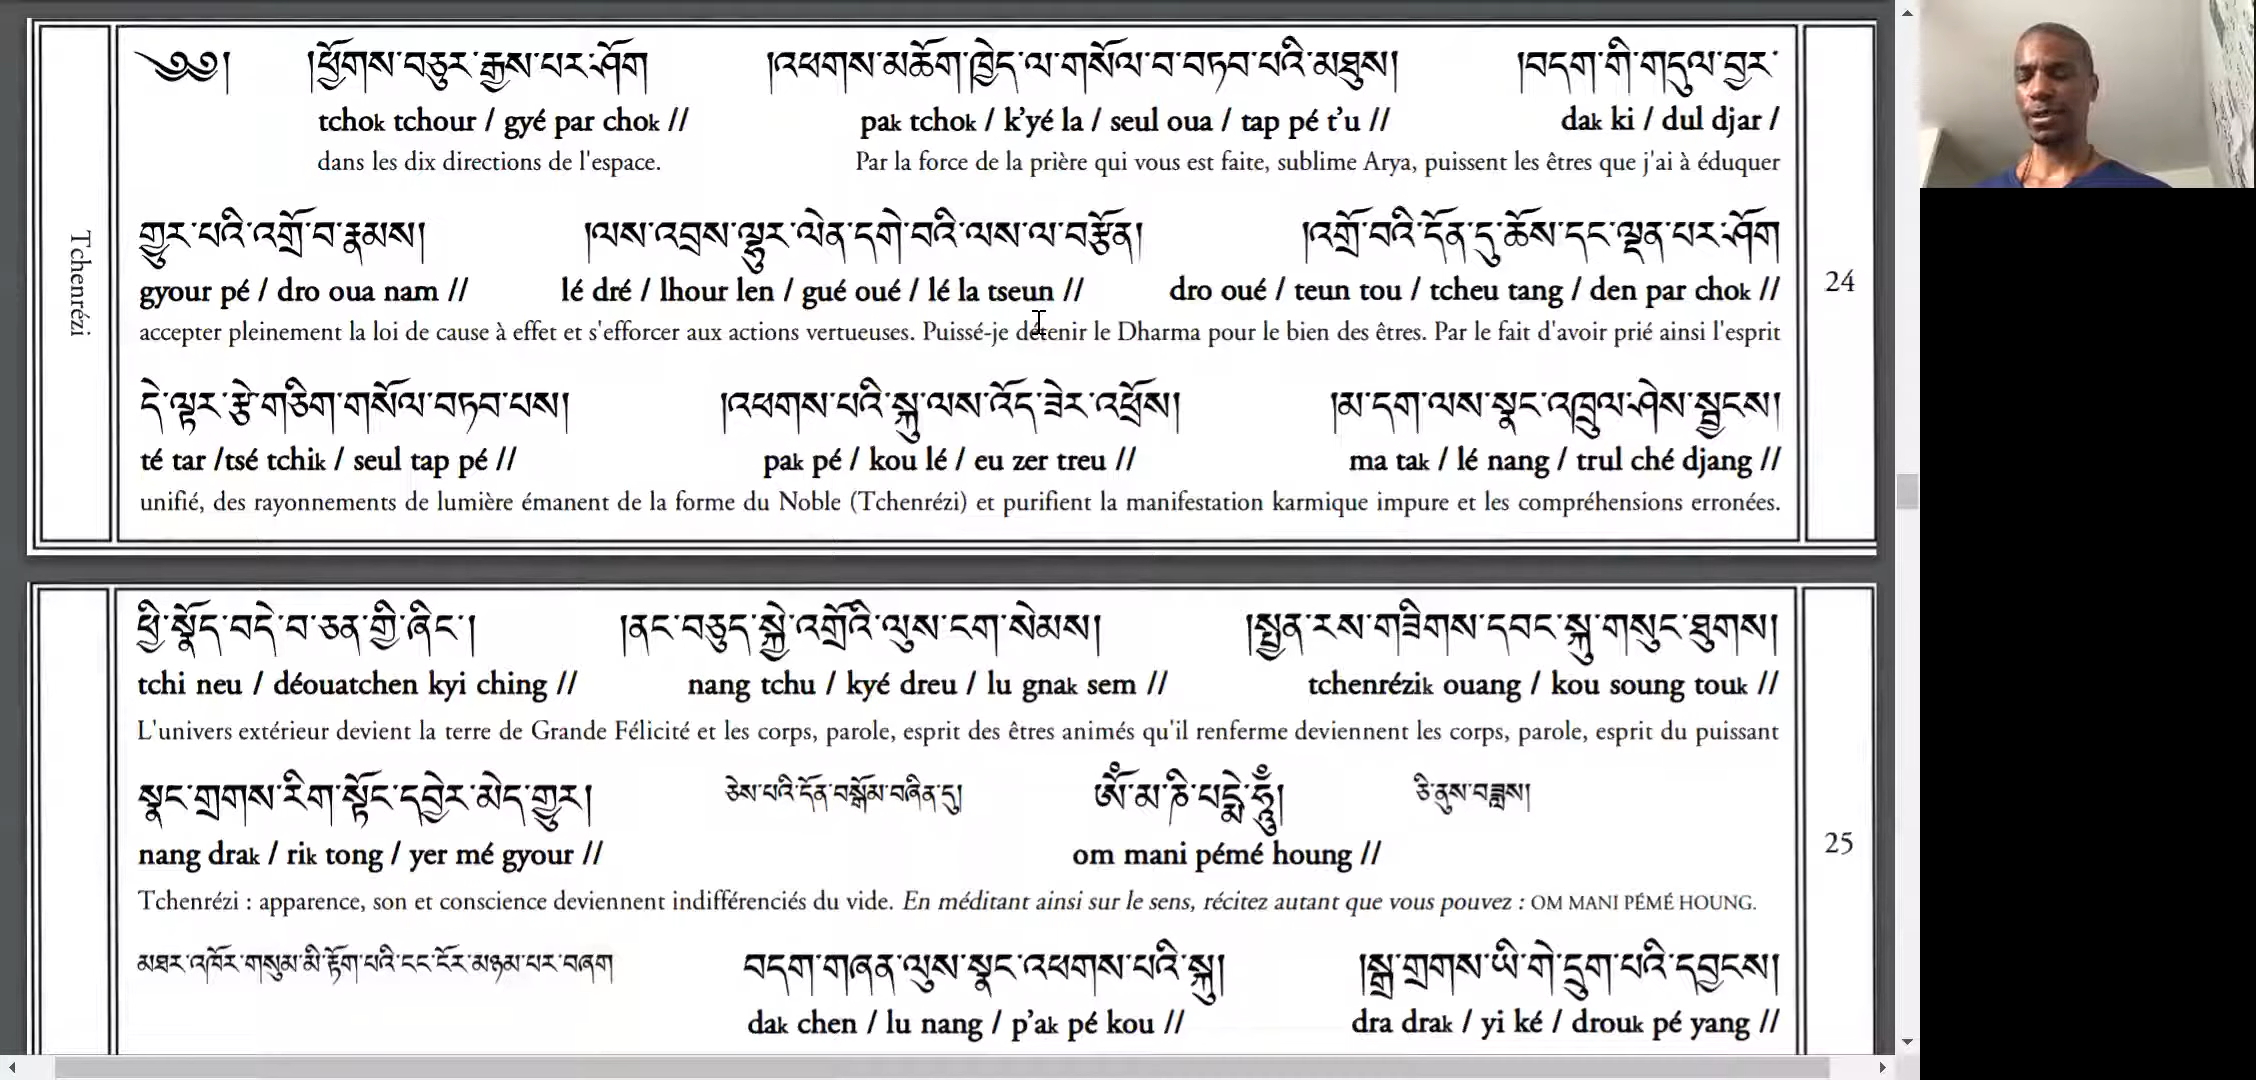 ༄༅། །ཕྱོགས་བཅུར་རྒྱས་པར་ཤོག །འཕགས་མཆོག་ཁྱེད་ལ་གསོལ་བ་བཏབ་པའི་མཐུས། །བདག་གི་གདུལ་བྱར་
tchok tchour / gyé par chok // pak tchok / k’yé la / seul oua / tap pé t’u // dak ki / dul djar /
dans les dix directions de l'espace. Par la force de la prière qui vous est faite, sublime Arya, puissent les êtres que j'ai à éduquer
གྱུར་པའི་འགྲོ་བ་རྣམས། །ལས་འབྲས་ལྷུར་ལེན་དགེ་བའི་ལས་ལ་བརྩོན། །འགྲོ་བའི་དོན་དུ་ཆོས་དང་ལྡན་པར་ཤོག
gyour pé / dro oua nam // lé dré / lhour len / gué oué / lé la tseun // dro oué / teun tou / tcheu tang / den par chok //
accepter pleinement la loi de cause à effet et s'efforcer aux actions vertueuses. Puissé-je détenir le Dharma pour le bien des êtres. Par le fait d'avoir prié ainsi l'esprit
དེ་ལྟར་རྩེ་གཅིག་གསོལ་བཏབ་པས། །འཕགས་པའི་སྐུ་ལས་འོད་ཟེར་འཕྲོས། །མ་དག་ལས་སྣང་འཁྲུལ་ཤེས་སྦྱངས།
té tar /tsé tchik / seul tap pé // pak pé / kou lé / eu zer treu // ma tak / lé nang / trul ché djang //
unifié, des rayonnements de lumière émanent de la forme du Noble (Tchenrézi) et purifient la manifestation karmique impure et les compréhensions erronées.
Tchenrézi
24
ཕྱི་སྣོད་བདེ་བ་ཅན་གྱི་ཞིང་། །ནང་བཅུད་སྐྱེ་འགྲོའི་ལུས་ངག་སེམས། །སྤྱན་རས་གཟིགས་དབང་སྐུ་གསུང་ཐུགས།
tchi neu / déouatchen kyi ching // nang tchu / kyé dreu / lu gnak sem // tchenrézik ouang / kou soung touk //
L'univers extérieur devient la terre de Grande Félicité et les corps, parole, esprit des êtres animés qu'il renferme deviennent les corps, parole, esprit du puissant
སྣང་གྲགས་རིག་སྟོང་དབྱེར་མེད་གྱུར། ཅེས་པའི་དོན་བསྒོམ་བཞིན་དུ། ཨོཾ་མ་ཎི་པདྨེ་ཧཱུྃ། ཅི་ནུས་བཟླས།
nang drak / rik tong / yer mé gyour // om mani pémé houng //
Tchenrézi : apparence, son et conscience deviennent indifférenciés du vide. En méditant ainsi sur le sens, récitez autant que vous pouvez : OM MANI PÉMÉ HOUNG.
མཐར་འཁོར་གསུམ་མི་རྟོག་པའི་ངང་ངོར་མཉམ་པར་བཞག བདག་གཞན་ལུས་སྣང་འཕགས་པའི་སྐུ། །སྒྲ་གྲགས་ཡི་གེ་དྲུག་པའི་དབྱངས།
dak chen / lu nang / p’ak pé kou // dra drak / yi ké / drouk pé yang //
25